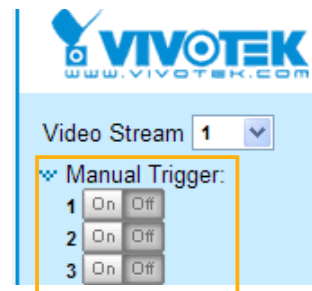 VIVOTEK
www.vivotek.com
Video Stream 1
Manual Trigger:
1 On Off
2 On Off
3 On Off